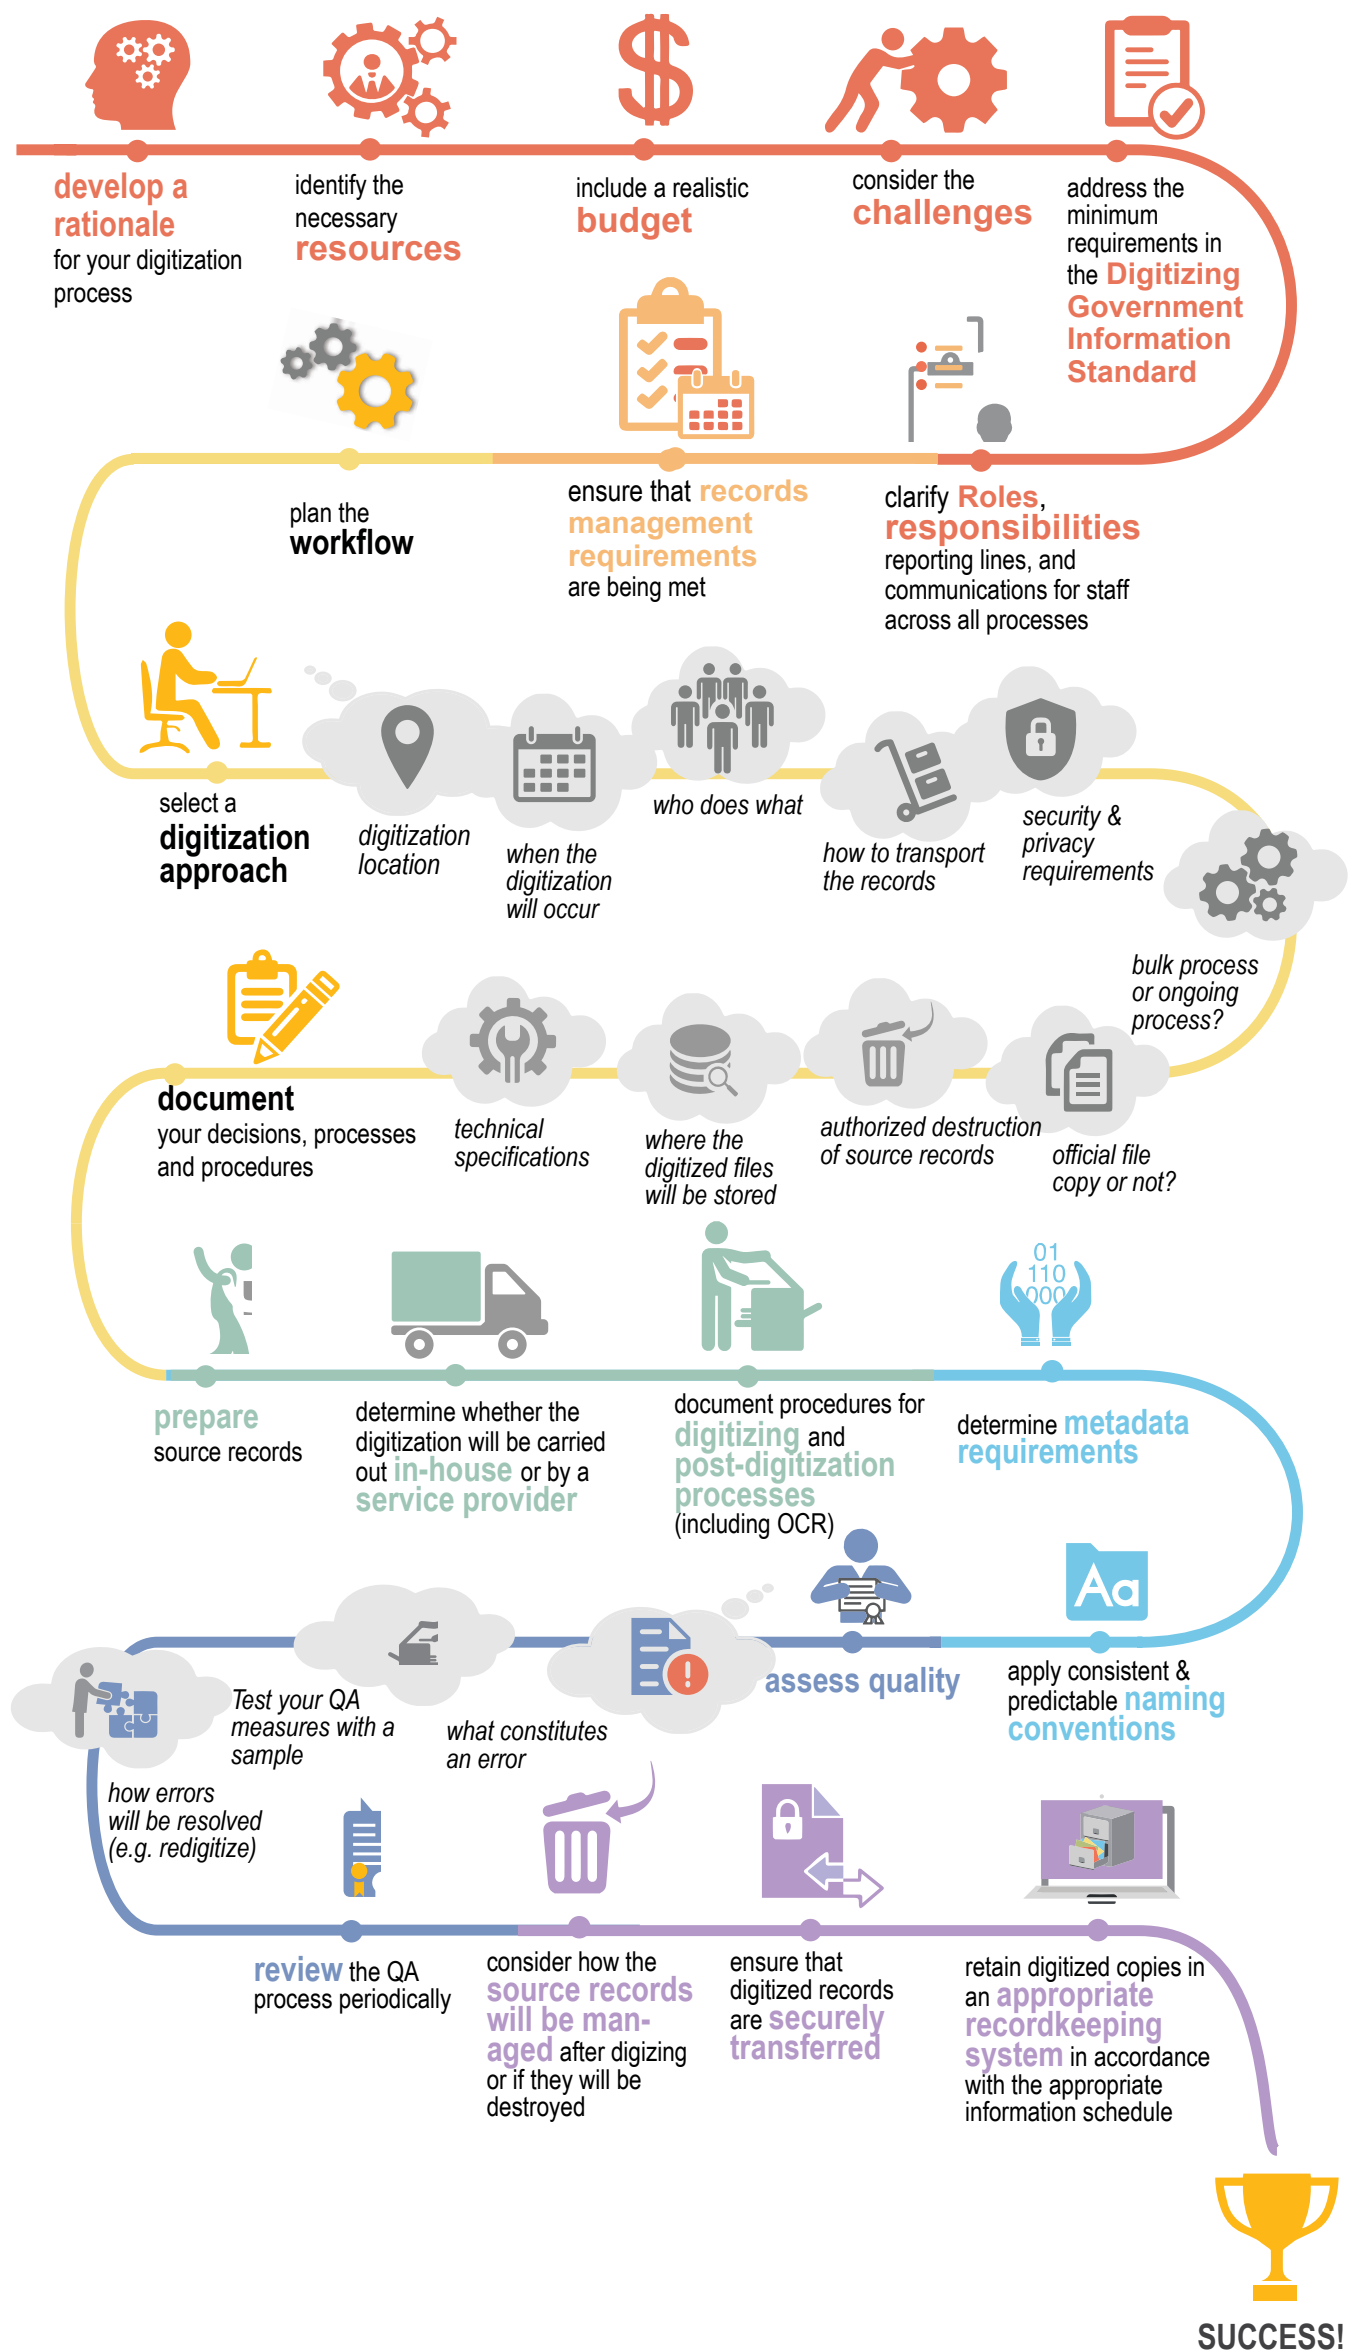 develop a
rationale
for your digitization
process
identify the
necessary
resources
include a realistic
budget
consider the
challenges
address the
minimum
requirements in
the Digitizing
Government
Information
Standard
clarify Roles,
responsibilities
reporting lines, and
communications for staff
across all processes
ensure that records
management
requirements
are being met
plan the
workflow
select a
digitization
approach
digitization
location
when the
digitization
will occur
who does what
how to transport
the records
security &
privacy
requirements
bulk process
or ongoing
process?
official file
copy or not?
authorized destruction
of source records
where the
digitized files
will be stored
technical
specifications
document
your decisions, processes
and procedures
prepare
source records
determine whether the
digitization will be carried
out in-house or by a
service provider
document procedures for
digitizing and
post-digitization
processes
(including OCR)
01
110
000
determine metadata
requirements
Aa
apply consistent &
predictable naming
conventions
assess quality
what constitutes
an error
Test your QA
measures with a
sample
how errors
will be resolved
(e.g. redigitize)
review the QA
process periodically
consider how the
source records
will be man-
aged after digizing
or if they will be
destroyed
ensure that
digitized records
are securely
transferred
retain digitized copies in
an appropriate
recordkeeping
system in accordance
with the appropriate
information schedule
SUCCESS!